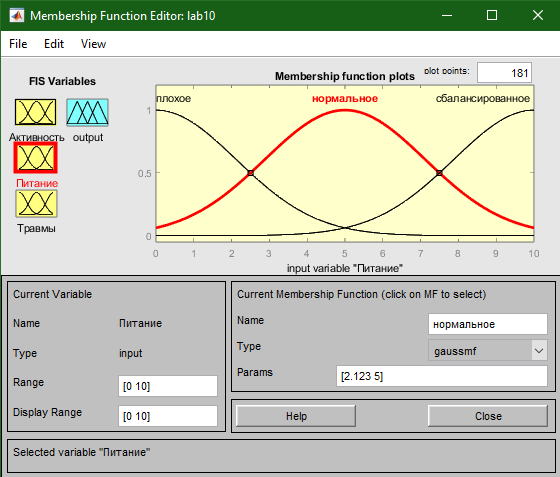 Membership Function Editor: lab10
File Edit View
FIS Variables
Активность
output
Питание
Травмы
Membership function plots
plot points:
181
плохое
нормальное
сбалансированное
1
0.5
0
0 1 2 3 4 5 6 7 8 9 10
input variable "Питание"
Current Variable
Name Питание
Type input
Range [0 10]
Display Range [0 10]
Current Membership Function (click on MF to select)
Name нормальное
Type gaussmf
Params [2.123 5]
Help Close
Selected variable "Питание"